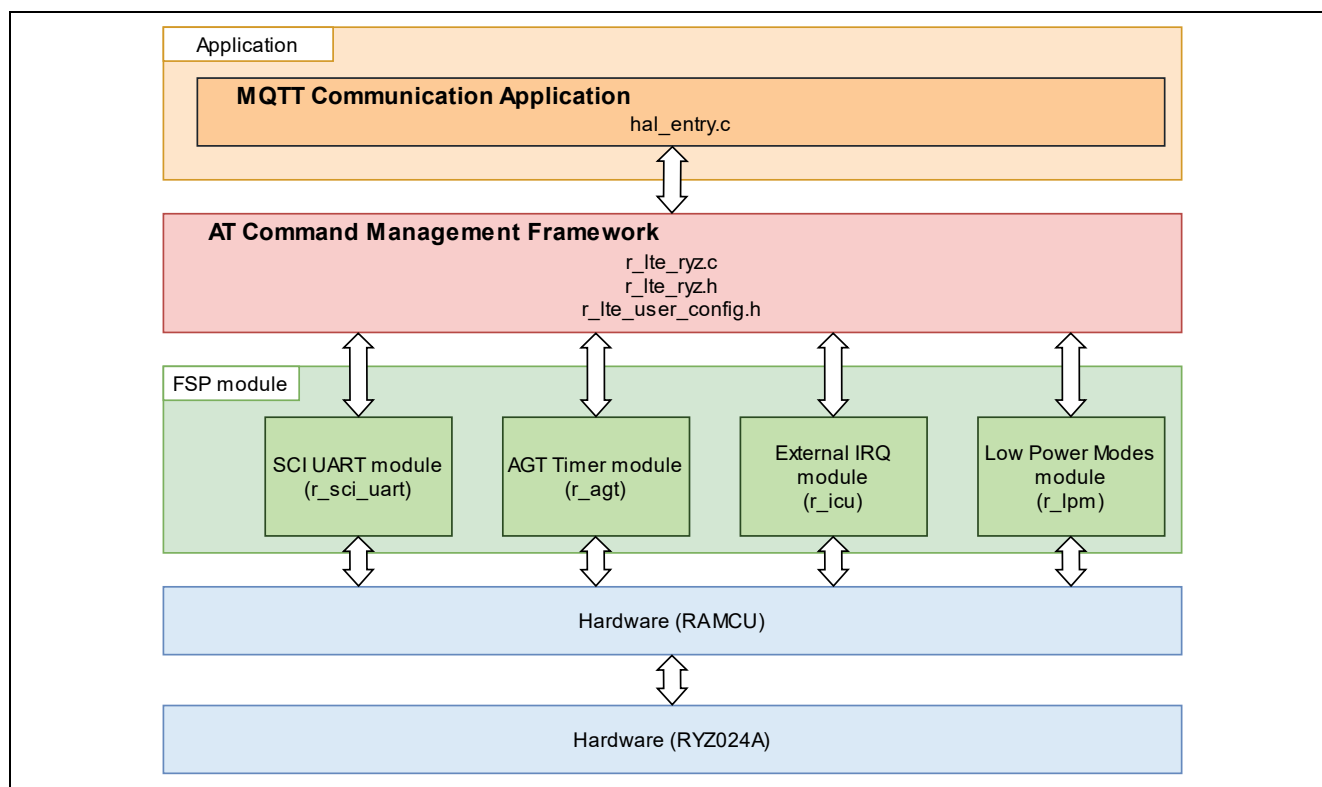 Application
MQTT Communication Application
hal_entry.c
AT Command Management Framework
r_lte_ryz.c
r_lte_ryz.h
r_lte_user_config.h
FSP module
SCI UART module
(r_sci_uart)
AGT Timer module
(r_agt)
External IRQ
module
(r_icu)
Low Power Modes
module
(r_lpm)
Hardware (RAMCU)
Hardware (RYZ024A)